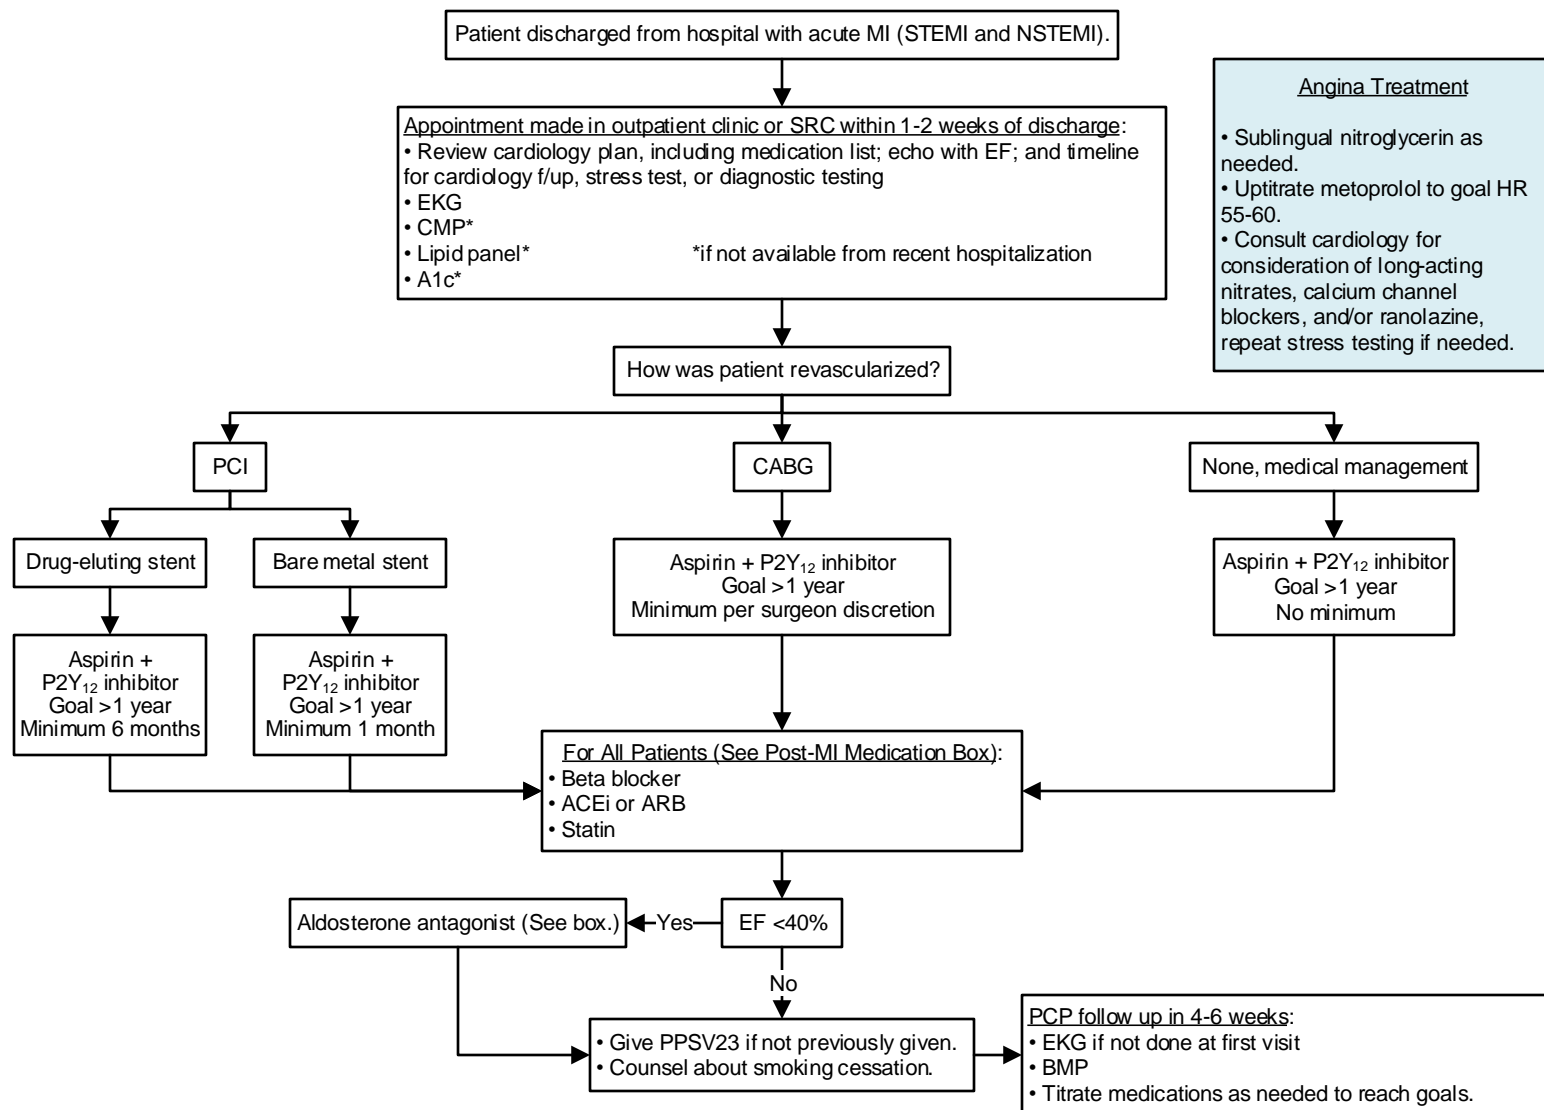 Patient discharged from hospital with acute MI (STEMI and NSTEMI).
Appointment made in outpatient clinic or SRC within 1-2 weeks of discharge:
• Review cardiology plan, including medication list; echo with EF; and timeline
for cardiology f/up, stress test, or diagnostic testing
• EKG
• CMP*
• Lipid panel* *if not available from recent hospitalization
• A1c*
Angina Treatment
• Sublingual nitroglycerin as
needed.
• Uptitrate metoprolol to goal HR
55-60.
• Consult cardiology for
consideration of long-acting
nitrates, calcium channel
blockers, and/or ranolazine,
repeat stress testing if needed.
How was patient revascularized?
PCI
CABG
None, medical management
Drug-eluting stent
Bare metal stent
Aspirin + P2Y₁₂ inhibitor
Goal >1 year
Minimum per surgeon discretion
Aspirin + P2Y₁₂ inhibitor
Goal >1 year
No minimum
Aspirin +
P2Y₁₂ inhibitor
Goal >1 year
Minimum 6 months
Aspirin +
P2Y₁₂ inhibitor
Goal >1 year
Minimum 1 month
For All Patients (See Post-MI Medication Box):
• Beta blocker
• ACEi or ARB
• Statin
Aldosterone antagonist (See box.)
Yes
EF <40%
No
• Give PPSV23 if not previously given.
• Counsel about smoking cessation.
PCP follow up in 4-6 weeks:
• EKG if not done at first visit
• BMP
• Titrate medications as needed to reach goals.